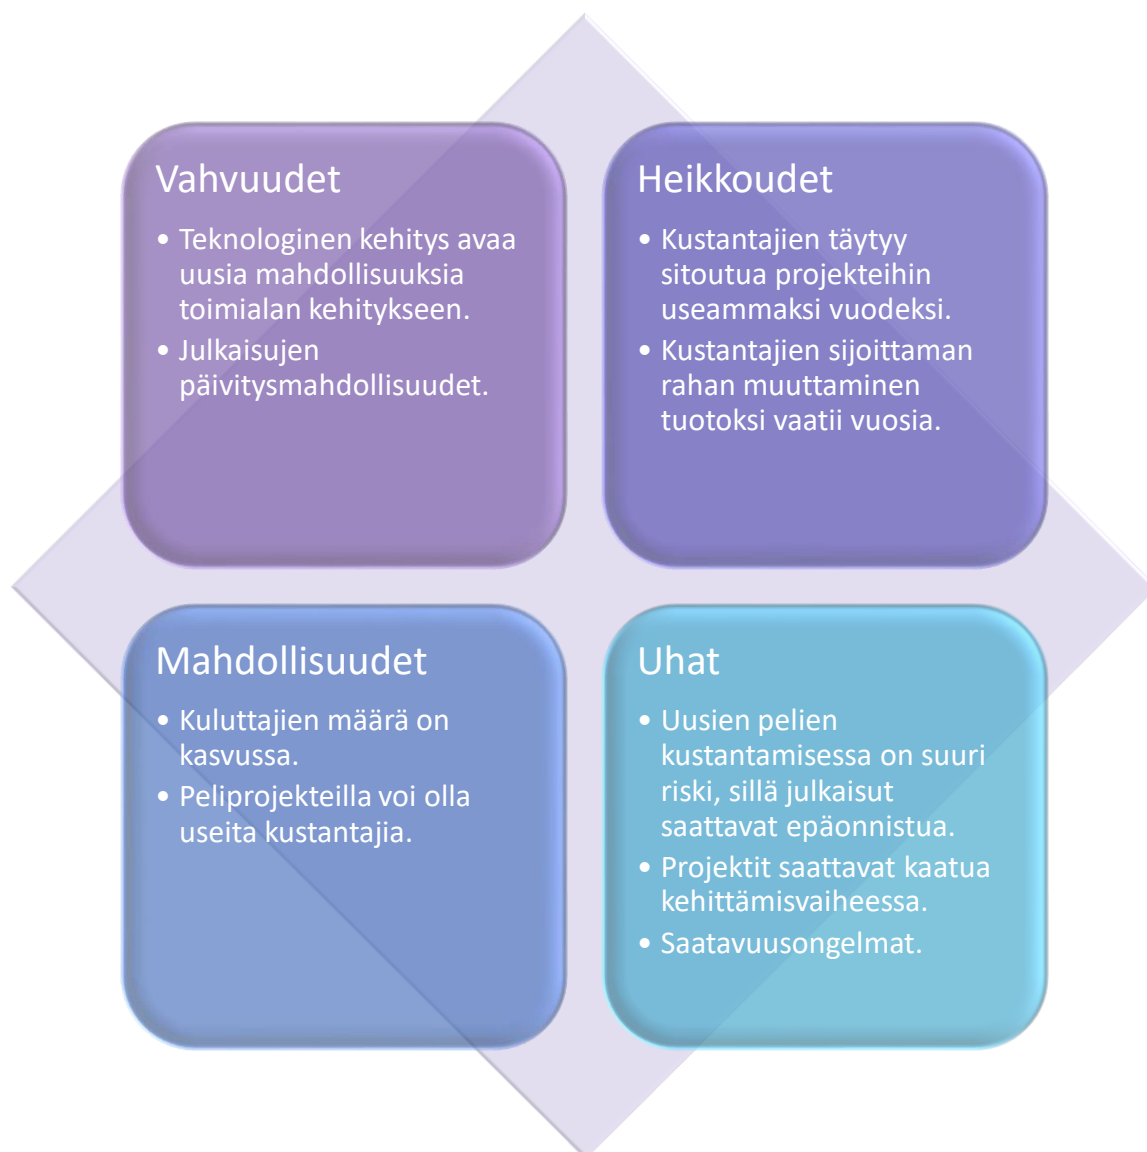 Vahvuudet
• Teknologinen kehitys avaa
uusia mahdollisuuksia
toimialan kehitykseen.
• Julkaisujen
päivitysmahdollisuudet.
Heikkoudet
• Kustantajien täytyy
sitoutua projekteihin
useammaksi vuodeksi.
• Kustantajien sijoittaman
rahan muuttaminen
tuotoksi vaatii vuosia.
Mahdollisuudet
• Kuluttajien määrä on
kasvussa.
• Peliprojekteilla voi olla
useita kustantajia.
Uhat
• Uusien pelien
kustantamisessa on suuri
riski, sillä julkaisut
saattavat epäonnistua.
• Projektit saattavat kaatua
kehittämisvaiheessa.
• Saatavuusongelmat.